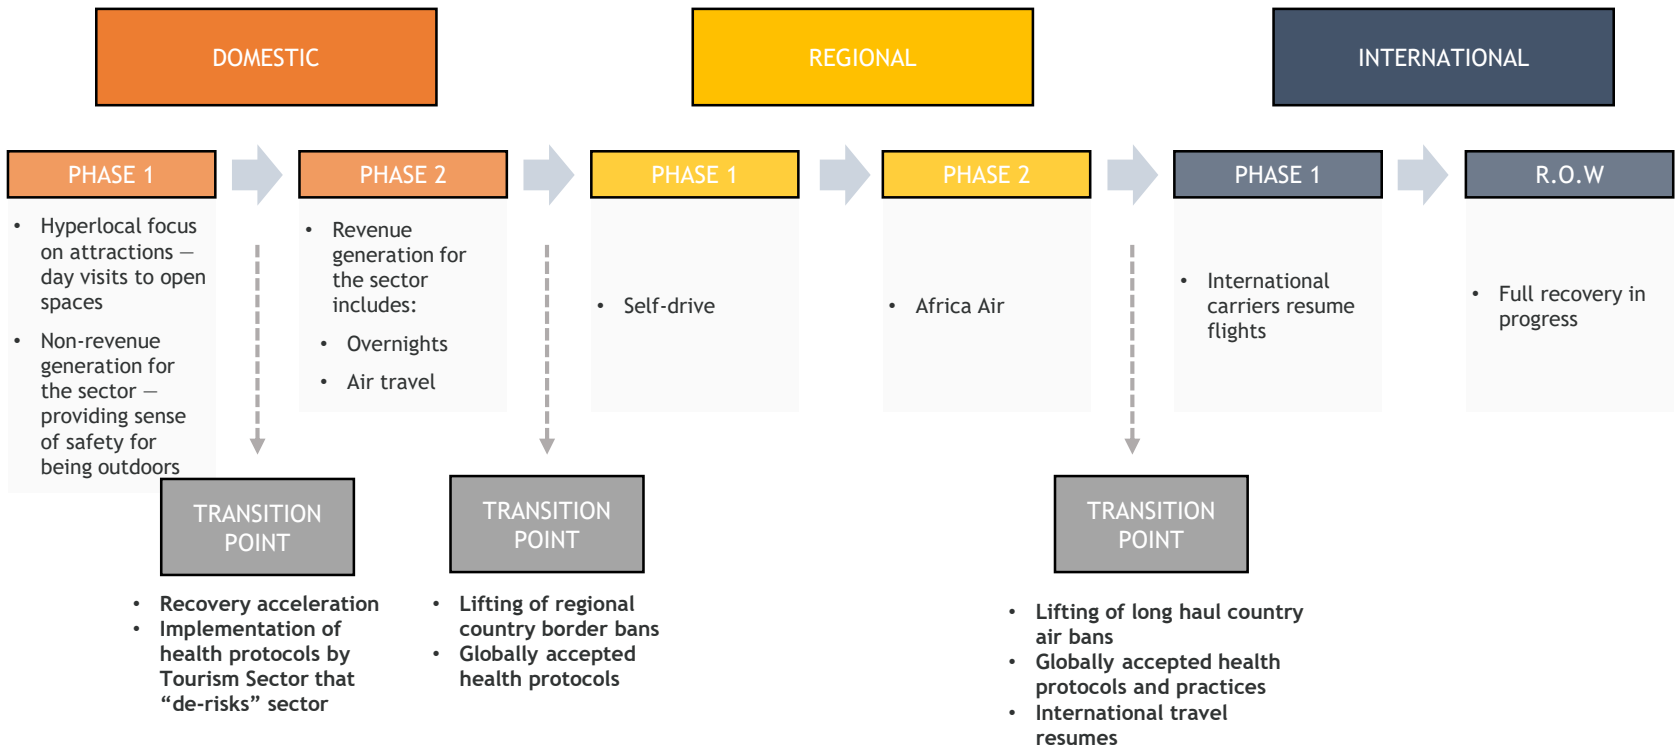 DOMESTIC
REGIONAL
INTERNATIONAL
PHASE 1
PHASE 2
PHASE 1
PHASE 2
PHASE 1
R.O.W
• Hyperlocal focus
on attractions —
day visits to open
spaces
• Non-revenue
generation for
the sector —
providing sense
of safety for
being outdoors
• Revenue
generation for
the sector
includes:
• Overnights
• Air travel
• Self-drive
• Africa Air
• International
carriers resume
flights
• Full recovery in
progress
TRANSITION
POINT
• Recovery acceleration
• Implementation of
health protocols by
Tourism Sector that
“de-risks” sector
TRANSITION
POINT
• Lifting of regional
country border bans
• Globally accepted
health protocols
TRANSITION
POINT
• Lifting of long haul country
air bans
• Globally accepted health
protocols and practices
• International travel
resumes